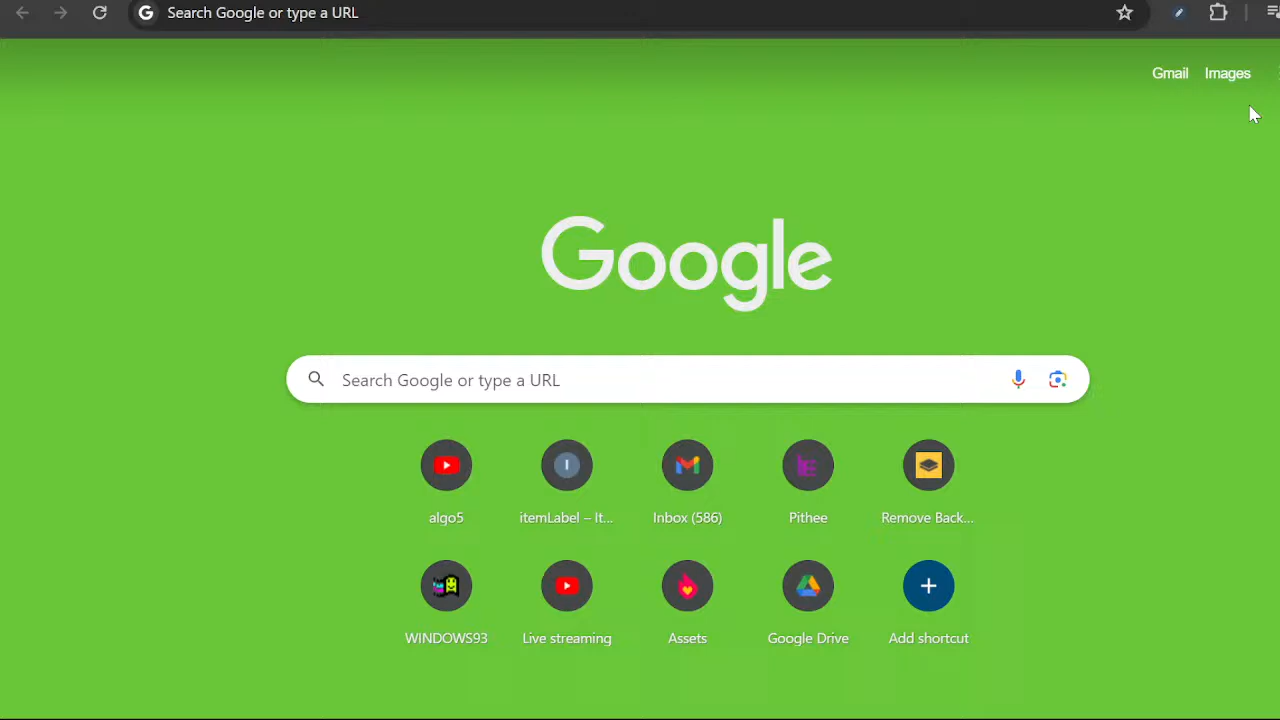 Search Google or type a URL
Gmail Images
Google
Search Google or type a URL
algo5
itemLabel – It...
Inbox (586)
Pithee
Remove Back...
WINDOWS93
Live streaming
Assets
Google Drive
Add shortcut